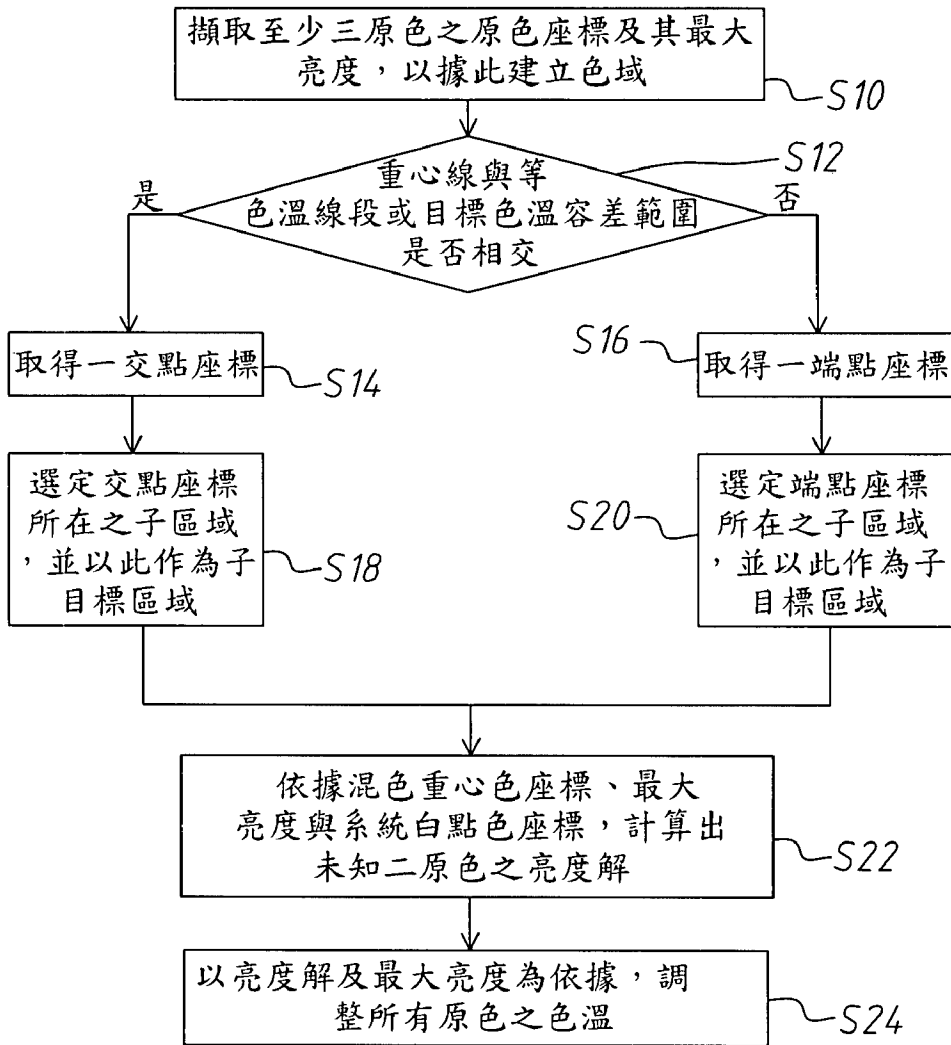 擷取至少三原色之原色座標及其最大
亮度，以據此建立色域
S10
重心線與等
色溫線段或目標色溫容差範圍
是否相交
S12
是
否
取得一交點座標
S14
S16
取得一端點座標
選定交點座標
所在之子區域
，並以此作為子
目標區域
S18
S20
選定端點座標
所在之子區域
，並以此作為子
目標區域
依據混色重心色座標、最大
亮度與系統白點色座標，計算出
未知二原色之亮度解
S22
以亮度解及最大亮度為依據，調
整所有原色之色溫
S24